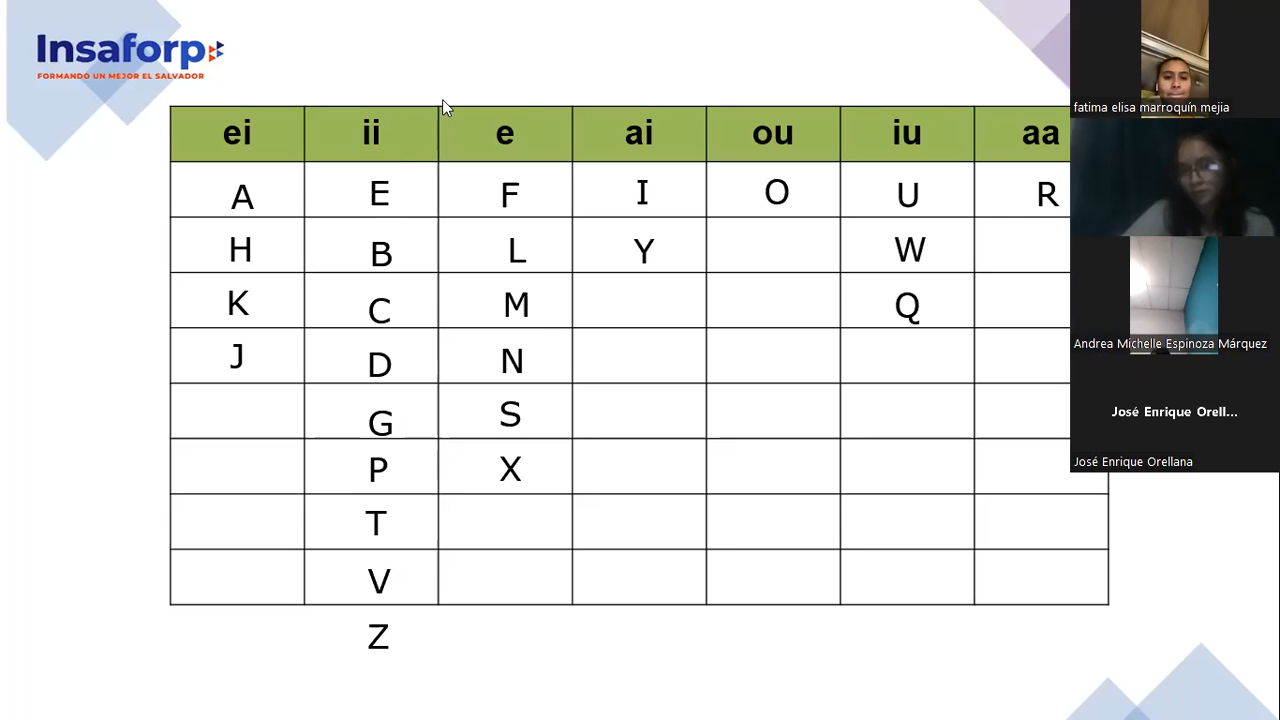 Insaforp
FORMANDO UN MEJOR EL SALVADOR
ei ii e ai ou iu aa
A E F I O U R
H B L Y W
K C M Q
J D N
G S
P X
T
V
Z
fatima elisa marroquín mejia
Andrea Michelle Espinoza Márquez
José Enrique Orell...
José Enrique Orellana